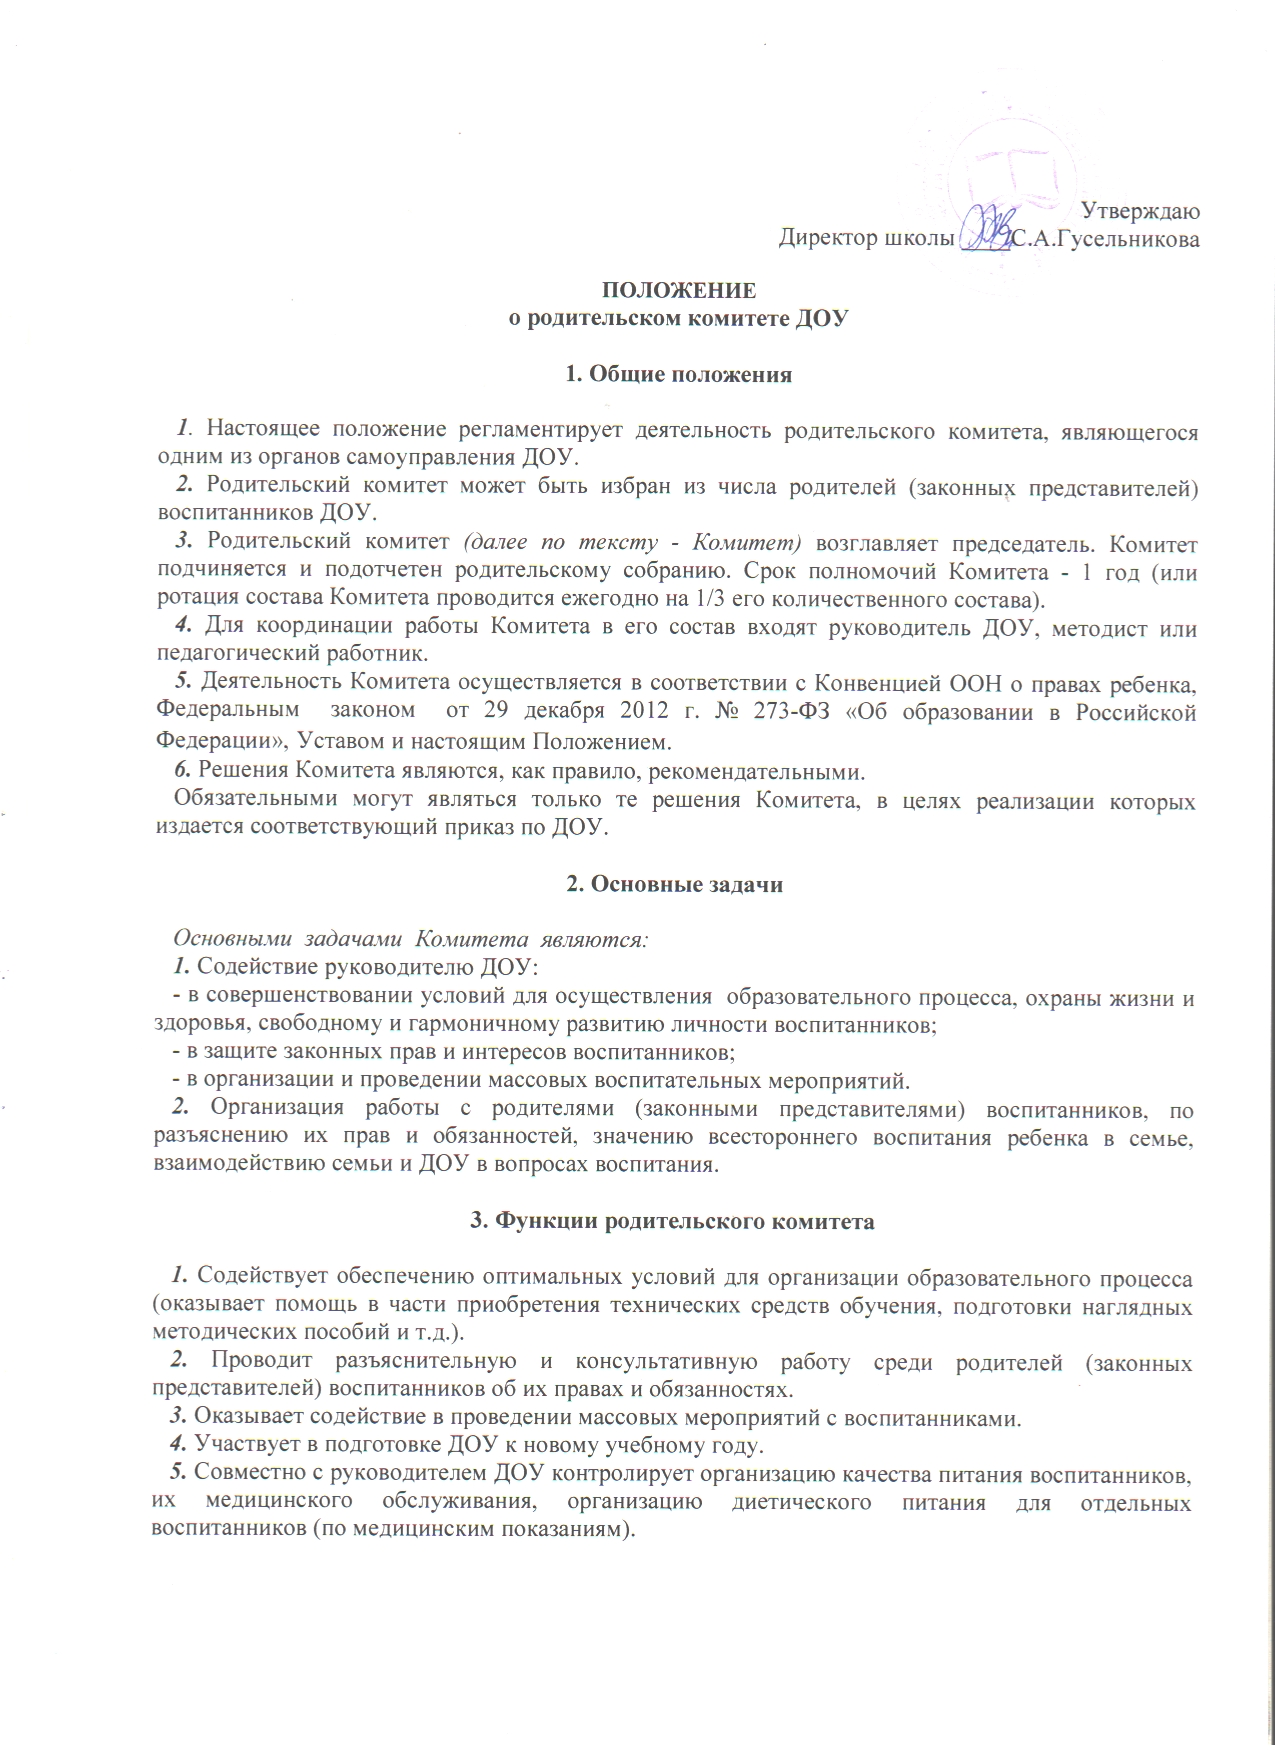 Утверждаю
Директор школы ____С.А.Гусельникова
ПОЛОЖЕНИЕ
о родительском комитете ДОУ
1. Общие положения
1. Настоящее положение регламентирует деятельность родительского комитета, являющегося
одним из органов самоуправления ДОУ.
2. Родительский комитет может быть избран из числа родителей (законных представителей)
воспитанников ДОУ.
3. Родительский комитет (далее по тексту - Комитет) возглавляет председатель. Комитет
подчиняется и подотчетен родительскому собранию. Срок полномочий Комитета - 1 год (или
ротация состава Комитета проводится ежегодно на 1/3 его количественного состава).
4. Для координации работы Комитета в его состав входят руководитель ДОУ, методист или
педагогический работник.
5. Деятельность Комитета осуществляется в соответствии с Конвенцией ООН о правах ребенка,
Федеральным законом от 29 декабря 2012 г. № 273-ФЗ «Об образовании в Российской
Федерации», Уставом и настоящим Положением.
6. Решения Комитета являются, как правило, рекомендательными.
Обязательными могут являться только те решения Комитета, в целях реализации которых
издается соответствующий приказ по ДОУ.
2. Основные задачи
Основными задачами Комитета являются:
1. Содействие руководителю ДОУ:
- в совершенствовании условий для осуществления образовательного процесса, охраны жизни и
здоровья, свободному и гармоничному развитию личности воспитанников;
- в защите законных прав и интересов воспитанников;
- в организации и проведении массовых воспитательных мероприятий.
2. Организация работы с родителями (законными представителями) воспитанников, по
разъяснению их прав и обязанностей, значению всестороннего воспитания ребенка в семье,
взаимодействию семьи и ДОУ в вопросах воспитания.
3. Функции родительского комитета
1. Содействует обеспечению оптимальных условий для организации образовательного процесса
(оказывает помощь в части приобретения технических средств обучения, подготовки наглядных
методических пособий и т.д.).
2. Проводит разъяснительную и консультативную работу среди родителей (законных
представителей) воспитанников об их правах и обязанностях.
3. Оказывает содействие в проведении массовых мероприятий с воспитанниками.
4. Участвует в подготовке ДОУ к новому учебному году.
5. Совместно с руководителем ДОУ контролирует организацию качества питания воспитанников,
их медицинского обслуживания, организацию диетического питания для отдельных
воспитанников (по медицинским показаниям).